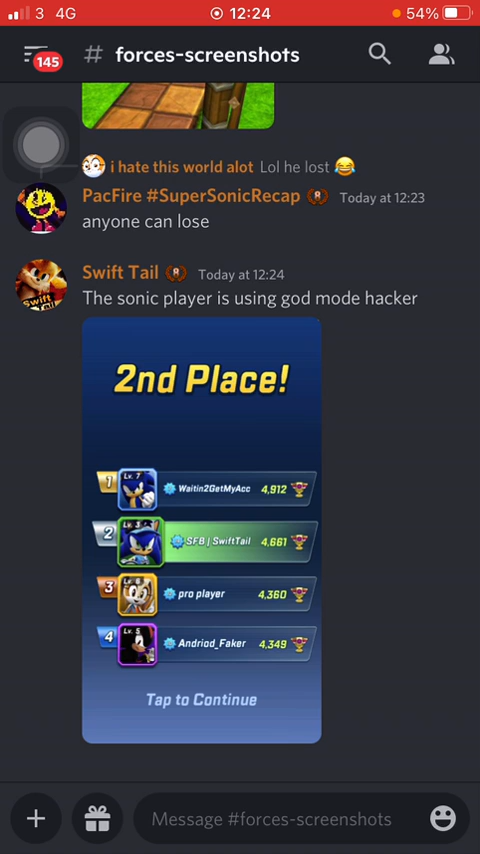 3 4G 12:24 54%
145 # forces-screenshots
i hate this world alot Lol he lost 😂
PacFire #SuperSonicRecap Today at 12:23
anyone can lose
Swift Tail Today at 12:24
The sonic player is using god mode hacker
Swift
Tail
2nd Place!
1 Lv. 7 Waitin2GetMyAcc 4,912
2 Lv. 3 SFB | SwiftTail 4,661
3 Lv. 6 pro player 4,360
4 Lv. 5 Andriod_Faker 4,349
Tap to Continue
Message #forces-screenshots